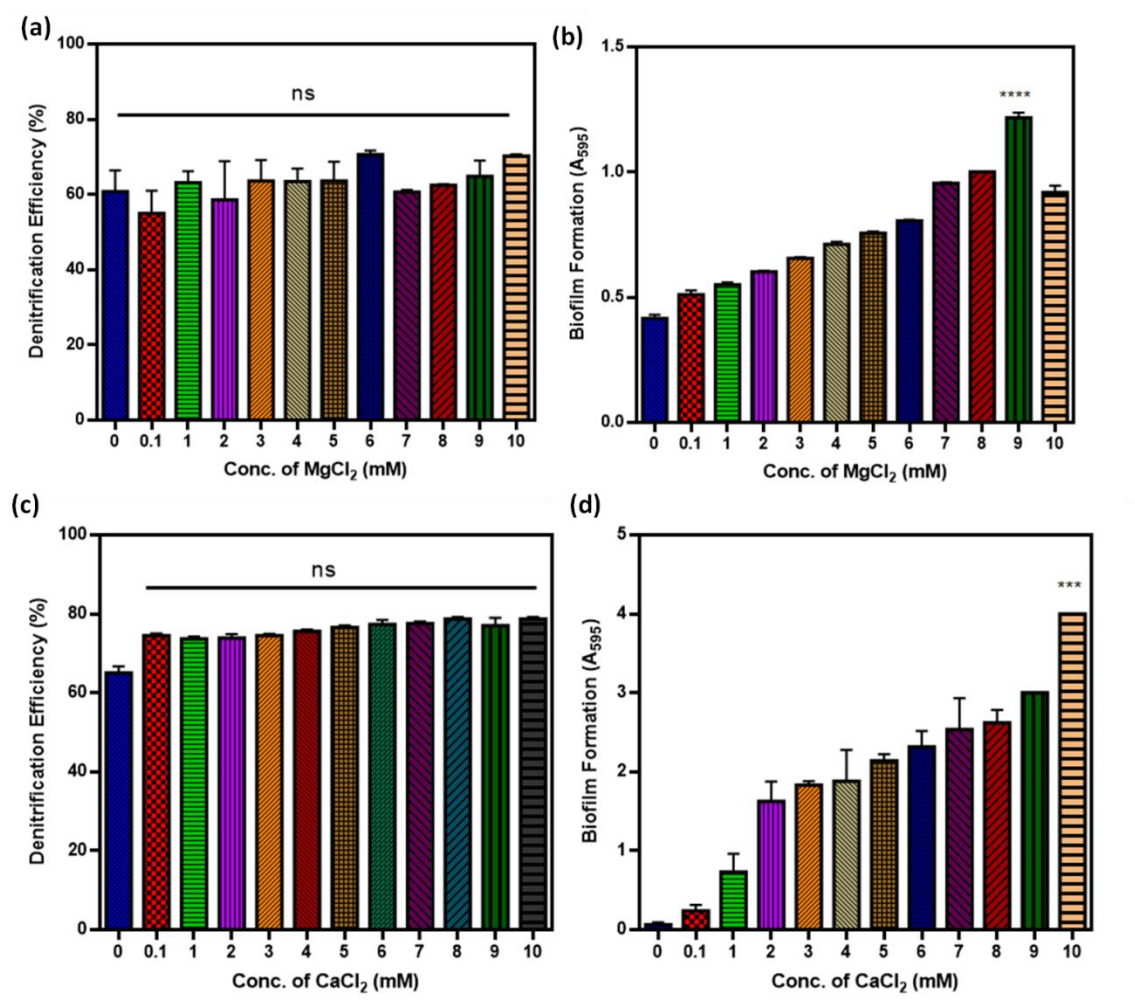 (a)
100
80
60
40
20
0
Denitrification Efficiency (%)
ns
0 0.1 1 2 3 4 5 6 7 8 9 10
Conc. of MgCl₂ (mM)
(b)
1.5
1.0
0.5
0.0
Biofilm Formation (A₅₉₅)
****
0 0.1 1 2 3 4 5 6 7 8 9 10
Conc. of MgCl₂ (mM)
(c)
100
80
60
40
20
0
Denitrification Efficiency (%)
ns
0 0.1 1 2 3 4 5 6 7 8 9 10
Conc. of CaCl₂ (mM)
(d)
5
4
3
2
1
0
Biofilm Formation (A₅₉₅)
***
0 0.1 1 2 3 4 5 6 7 8 9 10
Conc. of CaCl₂ (mM)